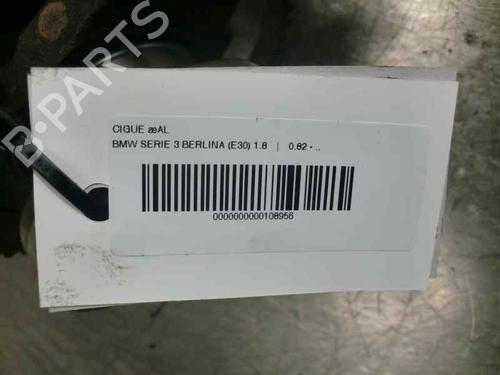 CIGUE æAL
BMW SERIE 3 BERLINA (E30) 1.8 | 0.82 - ..
0000000000108956
B-Parts